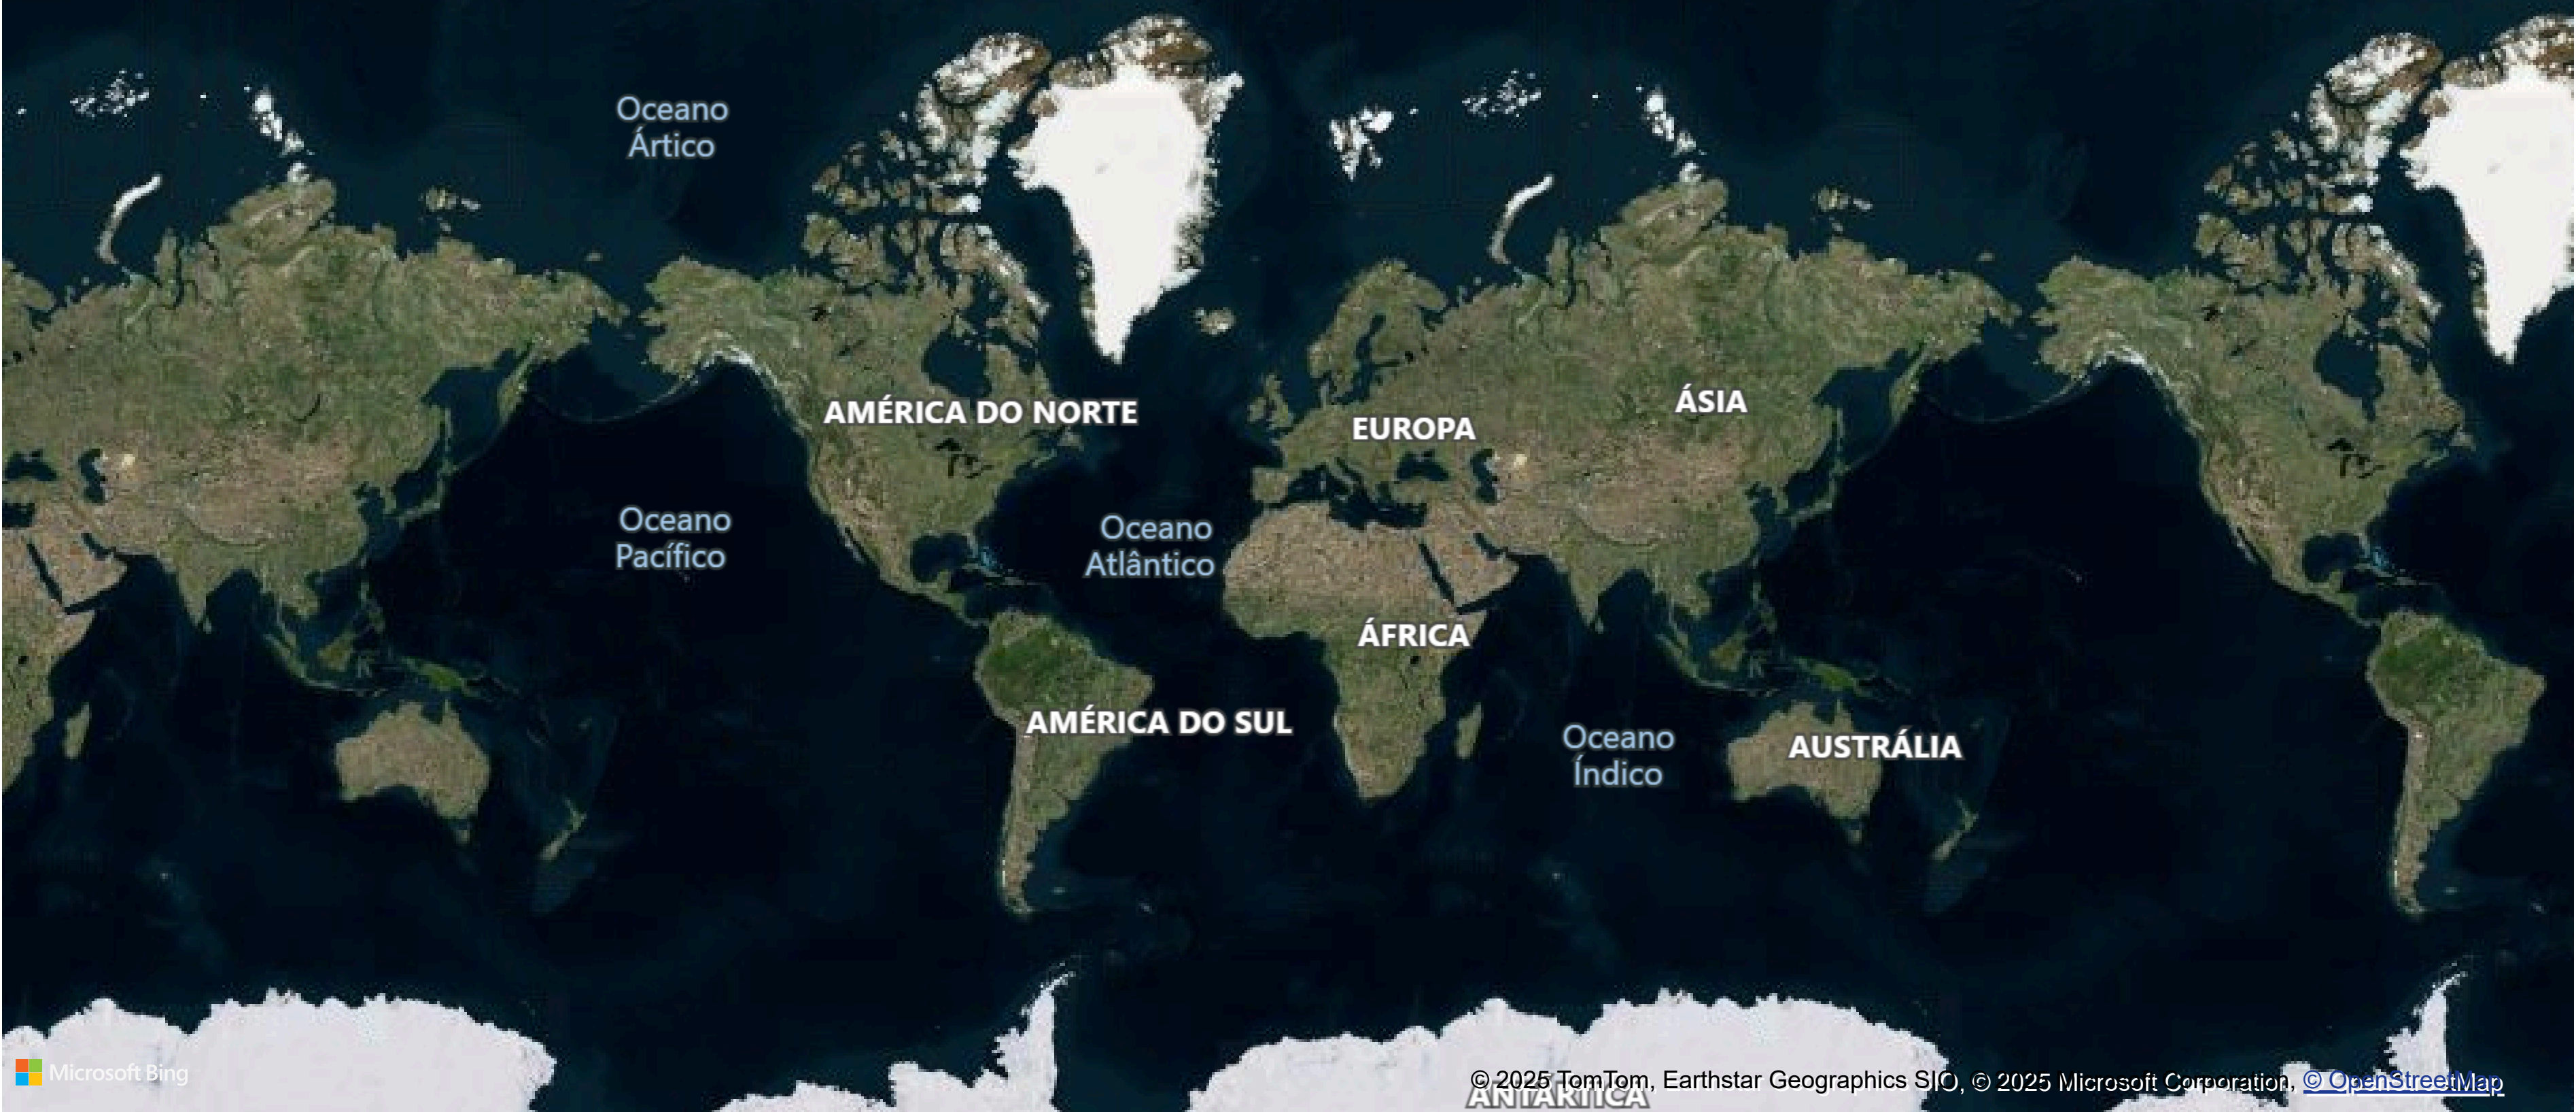 Oceano
Ártico
AMÉRICA DO NORTE
EUROPA
ÁSIA
Oceano
Pacífico
Oceano
Atlântico
ÁFRICA
AMÉRICA DO SUL
Oceano
Índico
AUSTRÁLIA
Microsoft Bing
© 2025 TomTom, Earthstar Geographics SIO, © 2025 Microsoft Corporation, © OpenStreetMap
ANTÁRTICA